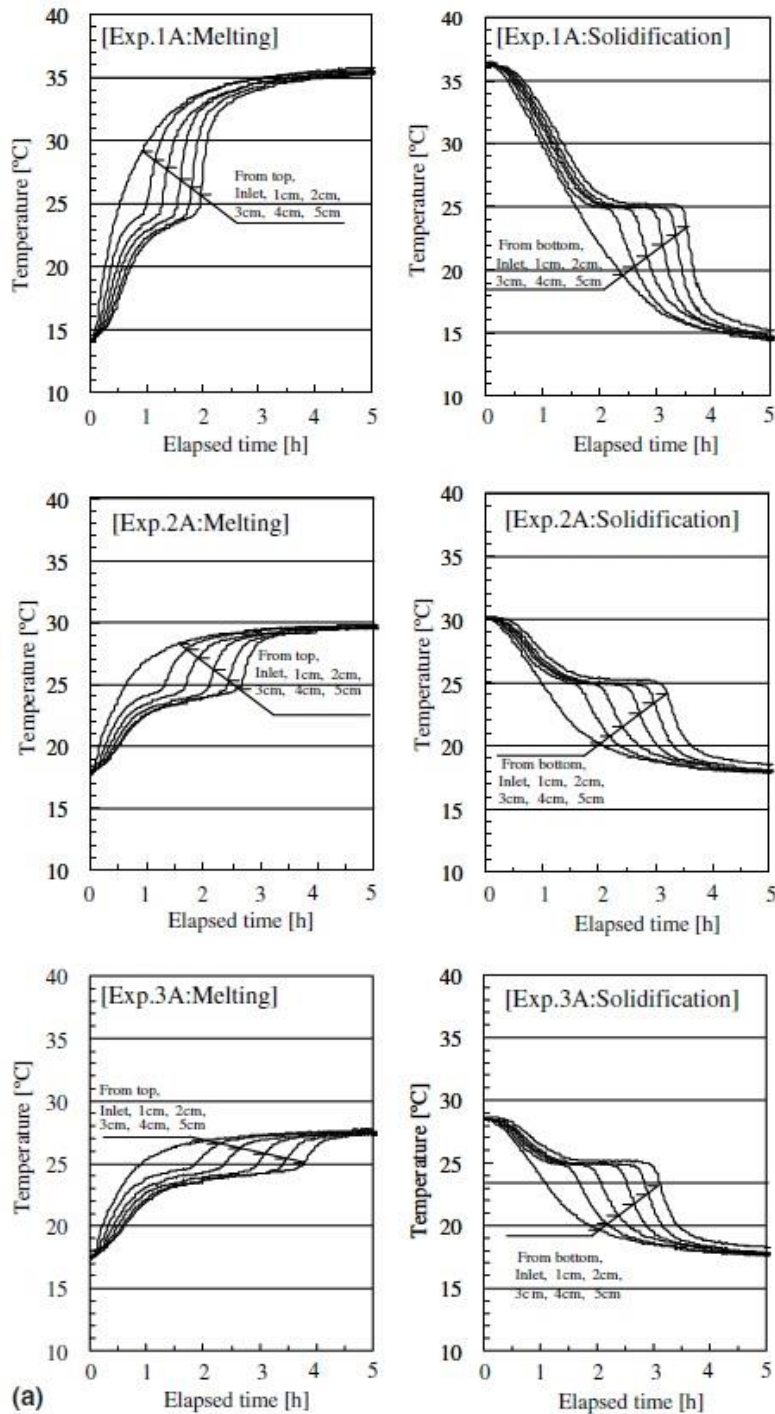 [Exp.1A:Melting]
40
35
30
25
20
15
10
Temperature [°C]
From top,
Inlet, 1cm, 2cm,
3cm, 4cm, 5cm
0 1 2 3 4 5
Elapsed time [h]
[Exp.1A:Solidification]
40
35
30
25
20
15
10
Temperature [°C]
From bottom,
Inlet, 1cm, 2cm,
3cm, 4cm, 5cm
0 1 2 3 4 5
Elapsed time [h]
[Exp.2A:Melting]
40
35
30
25
20
15
10
Temperature [°C]
From top,
Inlet, 1cm, 2cm,
3cm, 4cm, 5cm
0 1 2 3 4 5
Elapsed time [h]
[Exp.2A:Solidification]
40
35
30
25
20
15
10
Temperature [°C]
From bottom,
Inlet, 1cm, 2cm,
3cm, 4cm, 5cm
0 1 2 3 4 5
Elapsed time [h]
[Exp.3A:Melting]
40
35
30
25
20
15
10
Temperature [°C]
From top,
Inlet, 1cm, 2cm,
3cm, 4cm, 5cm
0 1 2 3 4 5
Elapsed time [h]
[Exp.3A:Solidification]
40
35
30
25
20
15
10
Temperature [°C]
From bottom,
Inlet, 1cm, 2cm,
3cm, 4cm, 5cm
0 1 2 3 4 5
Elapsed time [h]
(a)